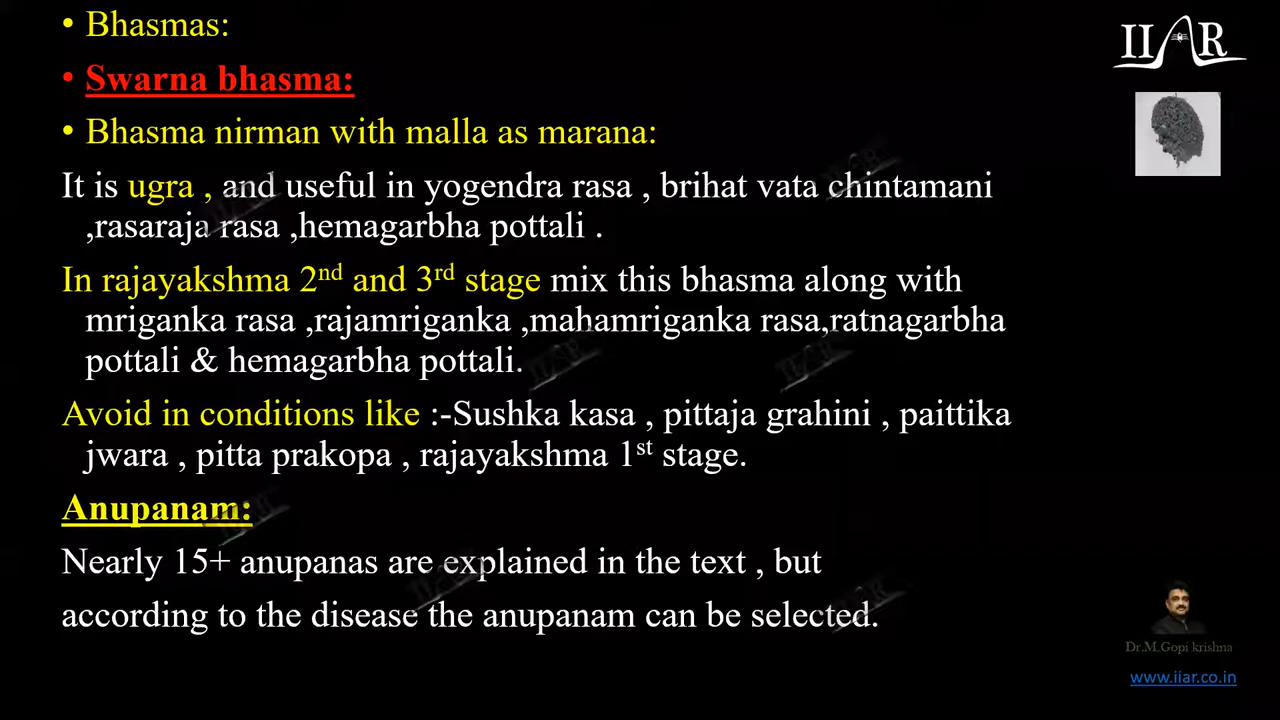 • Bhasmas:
• Swarna bhasma:
• Bhasma nirman with malla as marana:
It is ugra , and useful in yogendra rasa , brihat vata chintamani
,rasaraja rasa ,hemagarbha pottali .
In rajayakshma 2nd and 3rd stage mix this bhasma along with
mriganka rasa ,rajamriganka ,mahamriganka rasa,ratnagarbha
pottali & hemagarbha pottali.
Avoid in conditions like :-Sushka kasa , pittaja grahini , paittika
jwara , pitta prakopa , rajayakshma 1st stage.
Anupanam:
Nearly 15+ anupanas are explained in the text , but
according to the disease the anupanam can be selected.
IIAR
Dr.M.Gopi krishna
www.iiar.co.in